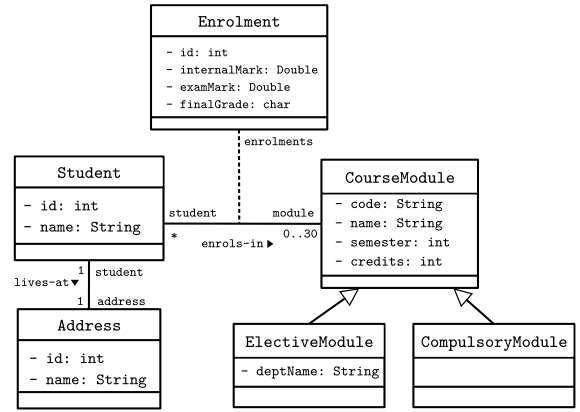 Enrolment
- id: int
- internalMark: Double
- examMark: Double
- finalGrade: char
enrolments
Student
- id: int
- name: String
student
module
*
enrols-in ▶
0..30
CourseModule
- code: String
- name: String
- semester: int
- credits: int
1
student
lives-at ▼
1
address
Address
- id: int
- name: String
ElectiveModule
- deptName: String
CompulsoryModule